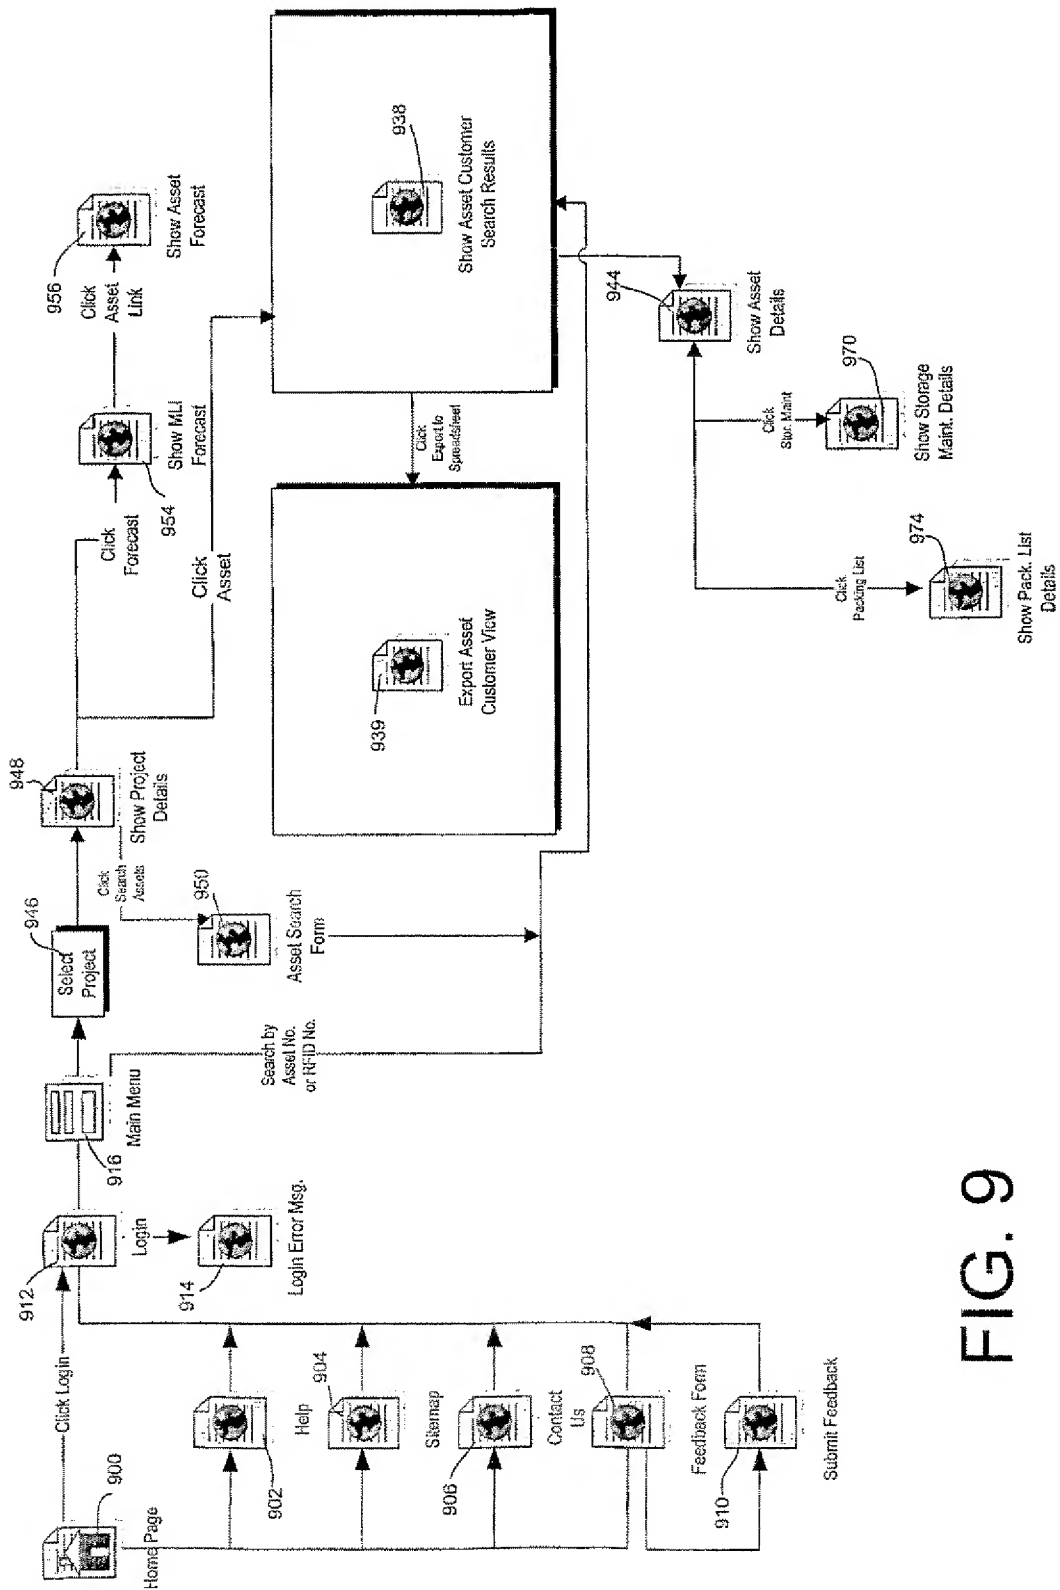 900
Home Page
Click Login
902
Help
904
Sitemap
906
Contact
Us
908
Feedback Form
910
Submit Feedback
912
Login
914
Login Error Msg.
916
Main Menu
Search by
Asset No.
or RFID No.
946
Select
Project
948
Show Project
Details
Click
Search
Assets
950
Asset Search
Form
Click
Forecast
954
Show MLI
Forecast
Click
Asset
Link
956
Show Asset
Forecast
Click
Asset
939
Export Asset
Customer View
Click
Export to
Spreadsheet
938
Show Asset Customer
Search Results
944
Show Asset
Details
Click
Stor. Maint
970
Show Storage
Maint. Details
Click
Packing List
974
Show Pack. List
Details
FIG. 9